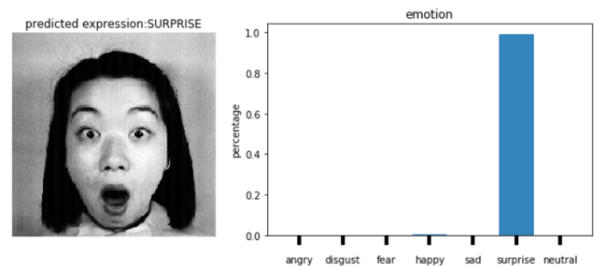 predicted expression:SURPRISE
emotion
percentage
1.0
0.8
0.6
0.4
0.2
0.0
angry disgust fear happy sad surprise neutral